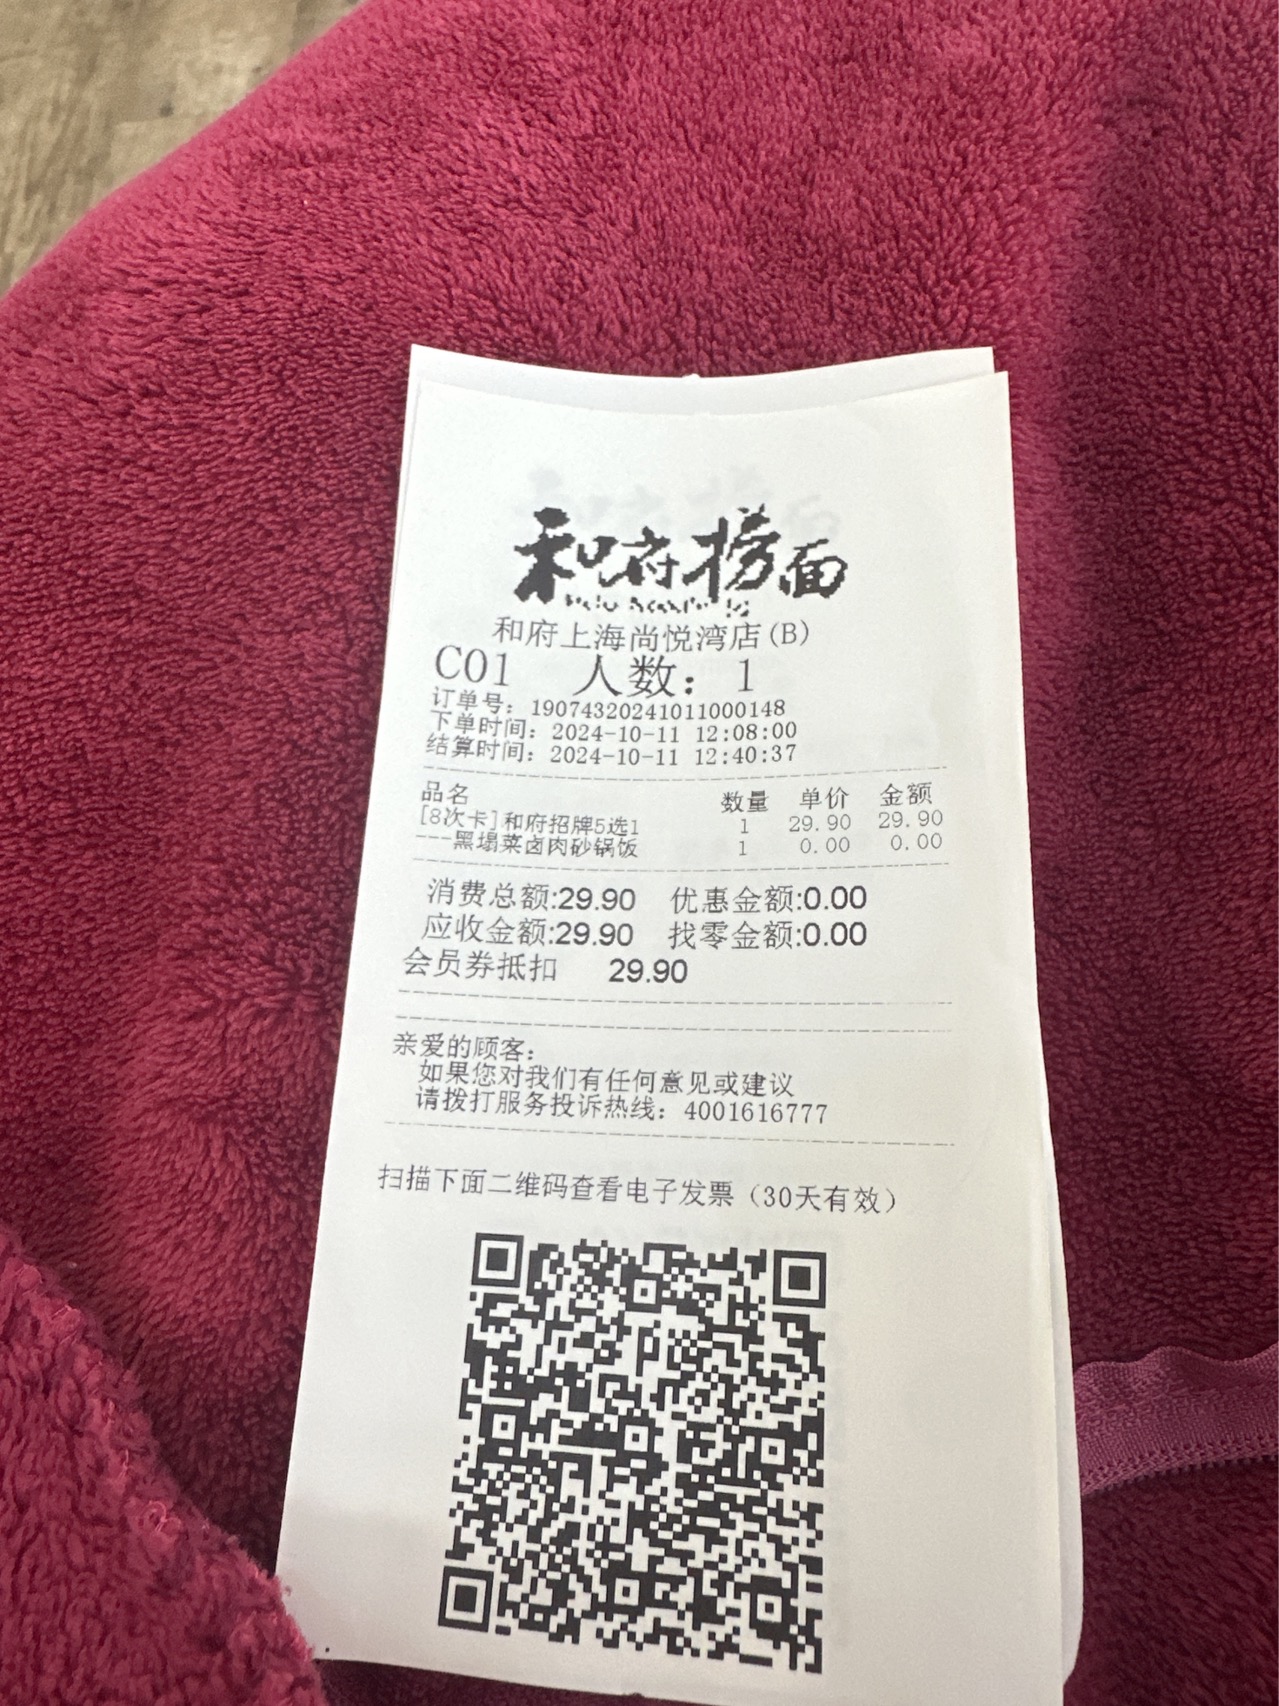 和府捞面
和府上海尚悦湾店(B)
C01 人数：1
订单号：19074320241011000148
下单时间：2024-10-11 12:08:00
结算时间：2024-10-11 12:40:37
品名 数量 单价 金额
[8次卡]和府招牌5选1 1 29.90 29.90
---黑塌菜卤肉砂锅饭 1 0.00 0.00
消费总额:29.90 优惠金额:0.00
应收金额:29.90 找零金额:0.00
会员券抵扣 29.90
亲爱的顾客：
如果您对我们有任何意见或建议
请拨打服务投诉热线：4001616777
扫描下面二维码查看电子发票（30天有效）